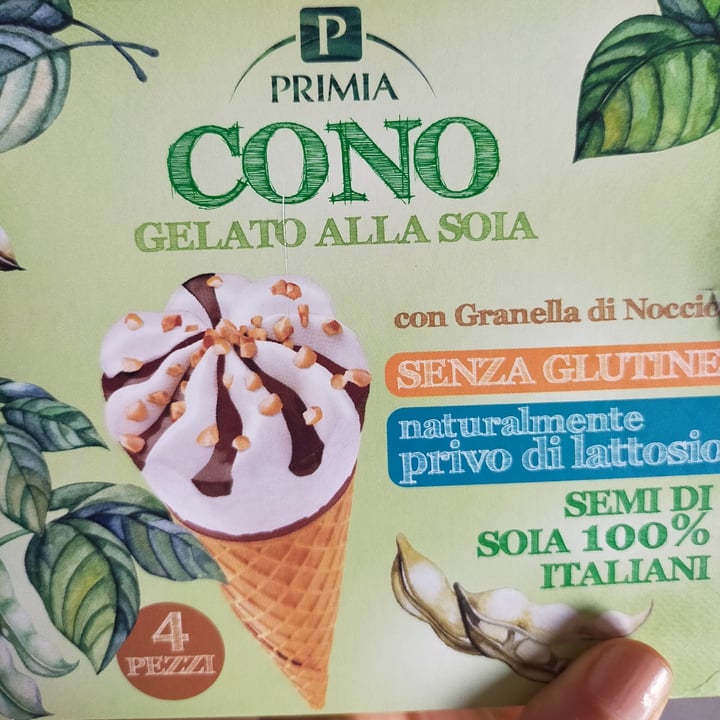 P
PRIMIA
CONO
GELATO ALLA SOIA
con Granella di
SENZA GLUTINE
naturalmente
privo di lattosio
SEMI DI
SOIA 100%
ITALIANI
4
PEZZI